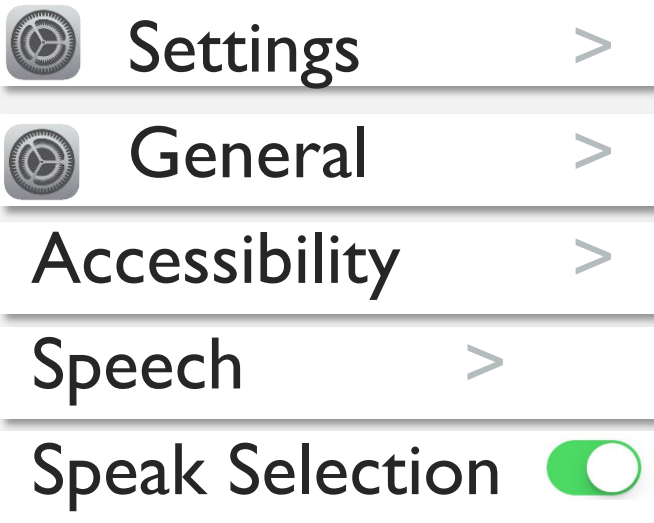 Settings >
General >
Accessibility >
Speech >
Speak Selection